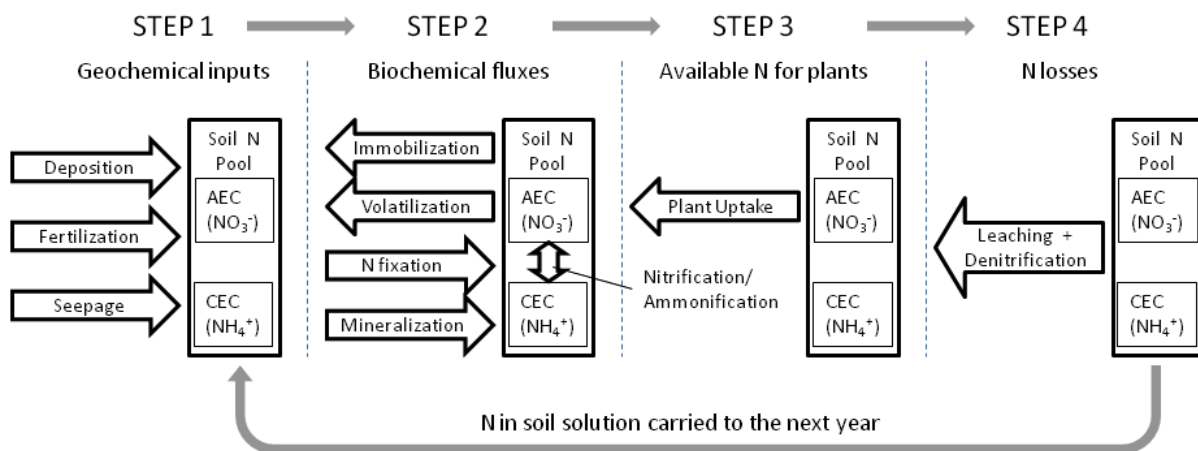 STEP 1
STEP 2
STEP 3
STEP 4
Geochemical inputs
Biochemical fluxes
Available N for plants
N losses
Deposition
Fertilization
Seepage
Soil N
Pool
AEC
(NO₃⁻)
CEC
(NH₄⁺)
Immobilization
Volatilization
N fixation
Mineralization
Soil N
Pool
AEC
(NO₃⁻)
CEC
(NH₄⁺)
Nitrification/
Ammonification
Plant Uptake
Soil N
Pool
AEC
(NO₃⁻)
CEC
(NH₄⁺)
Leaching +
Denitrification
Soil N
Pool
AEC
(NO₃⁻)
CEC
(NH₄⁺)
N in soil solution carried to the next year